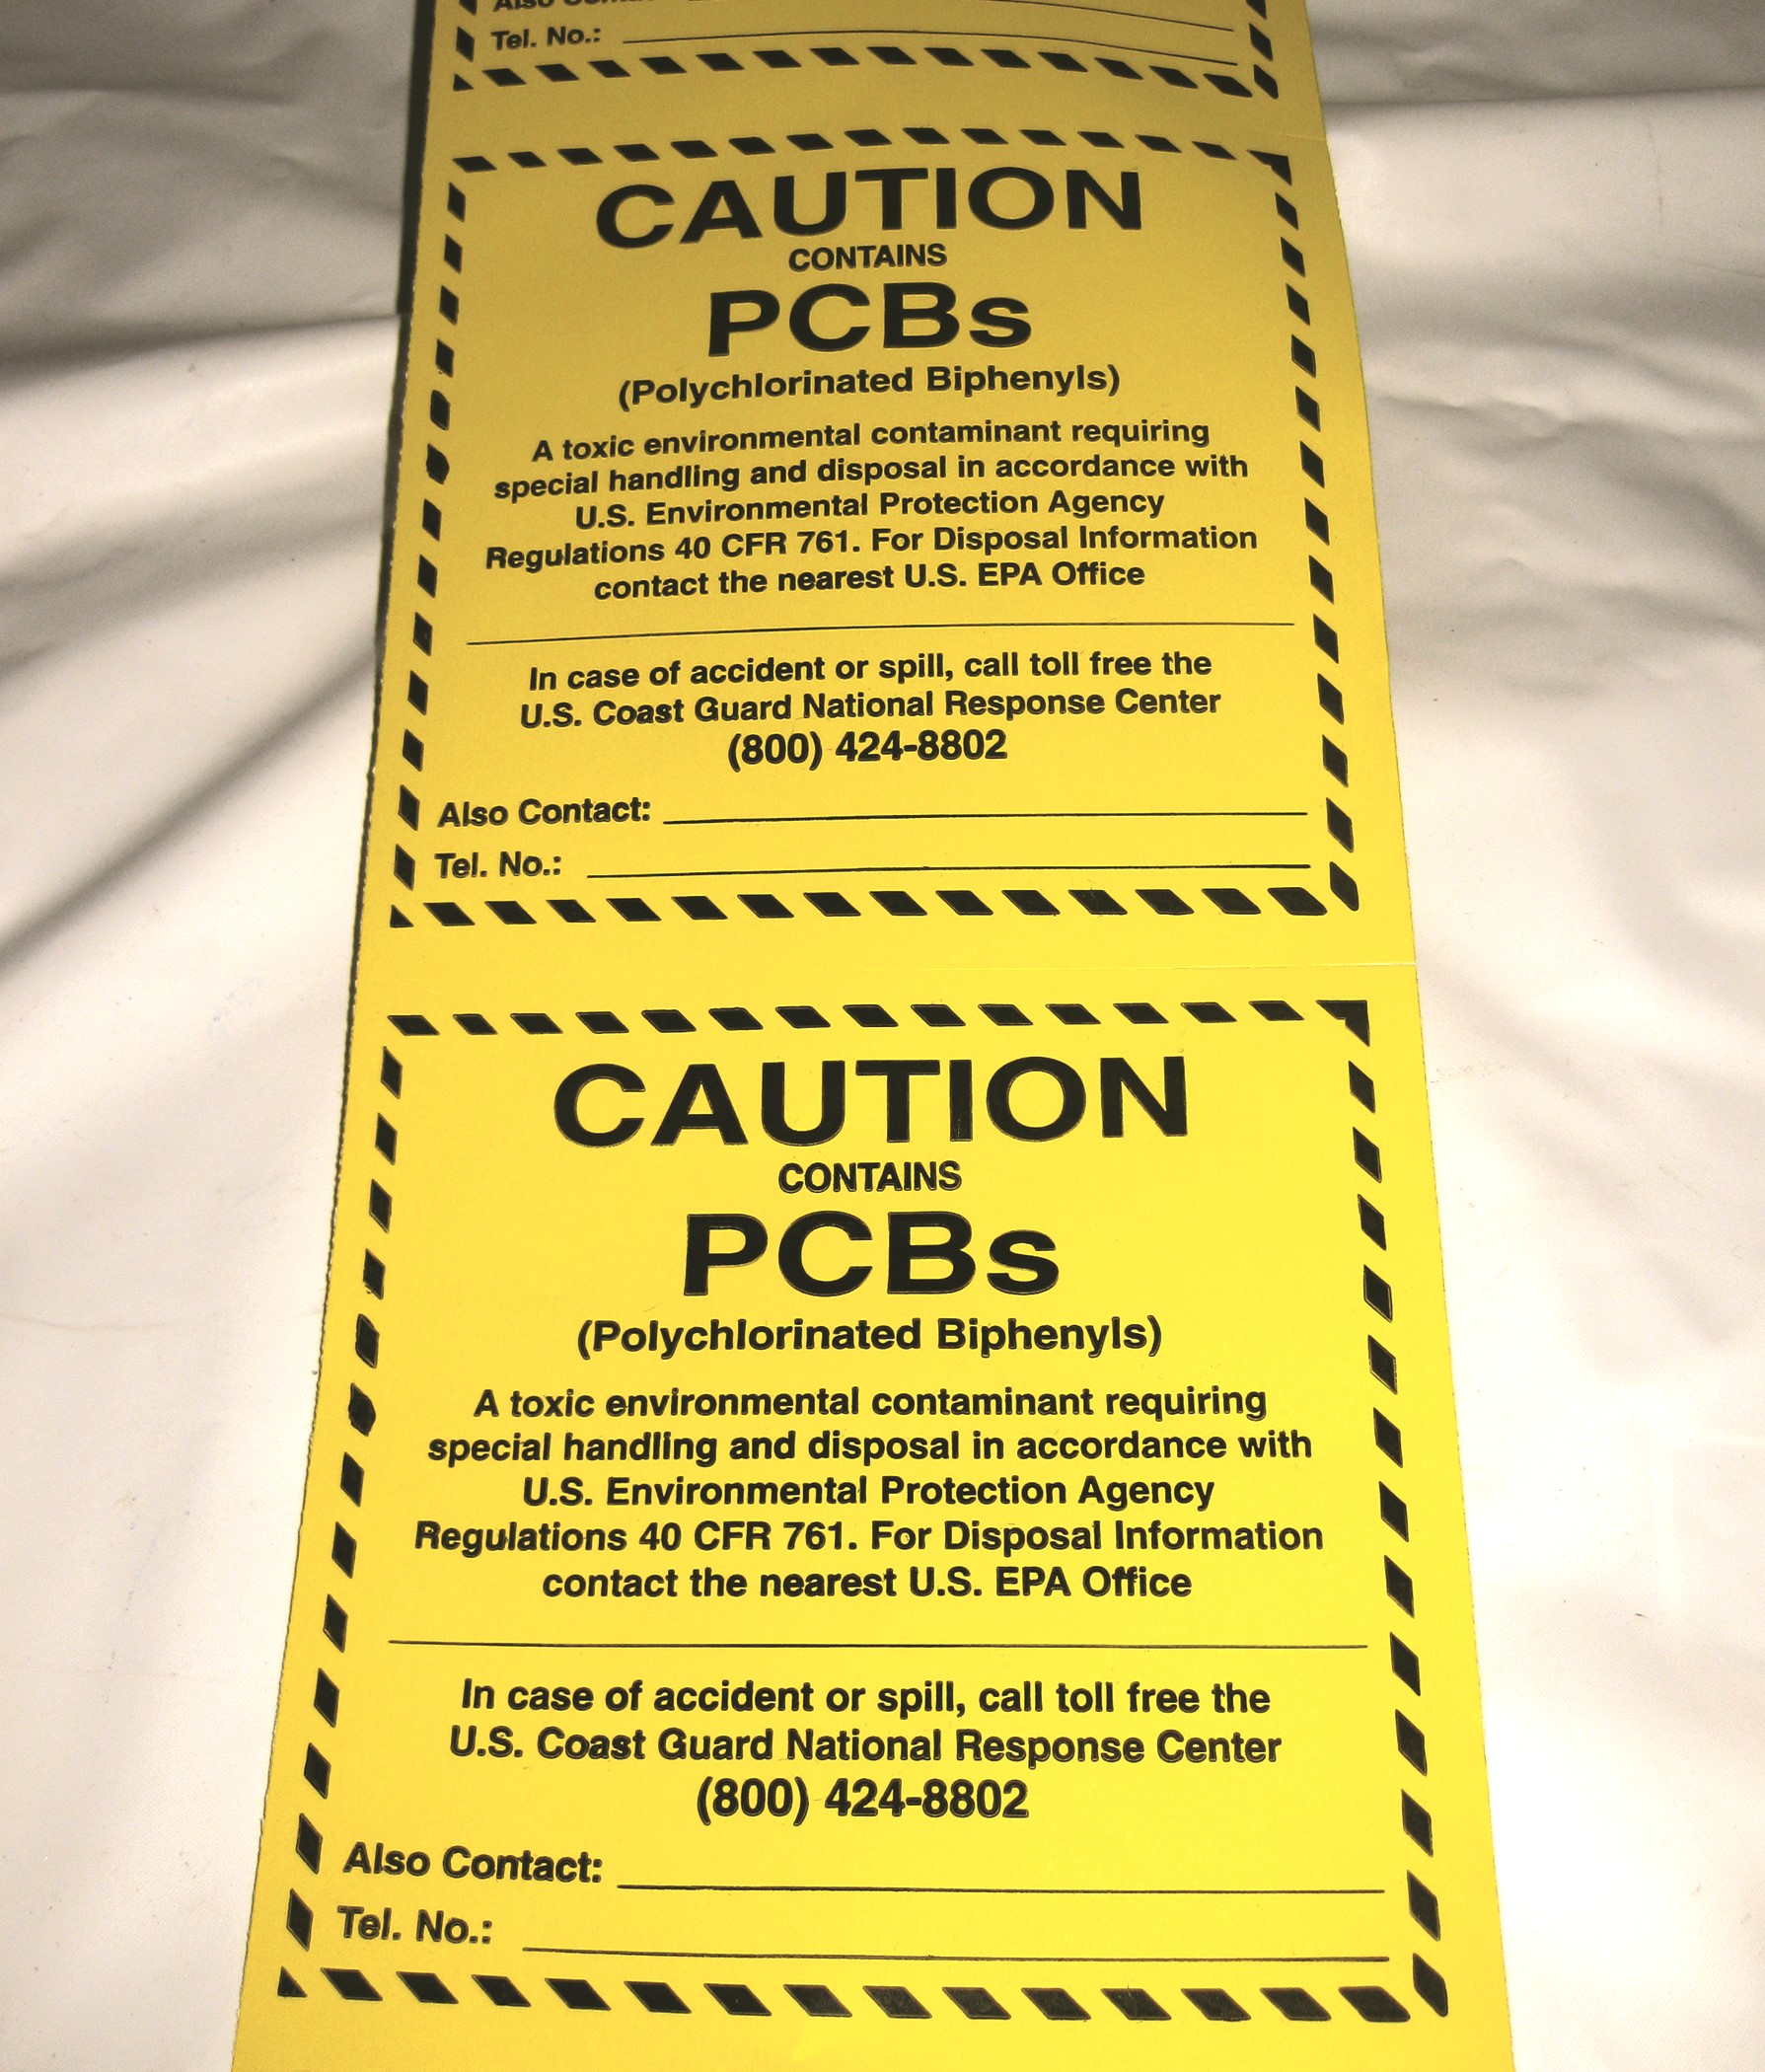 Also
Tel. No.:
CAUTION
CONTAINS
PCBs
(Polychlorinated Biphenyls)
A toxic environmental contaminant requiring
special handling and disposal in accordance with
U.S. Environmental Protection Agency
Regulations 40 CFR 761. For Disposal Information
contact the nearest U.S. EPA Office
In case of accident or spill, call toll free the
U.S. Coast Guard National Response Center
(800) 424-8802
Also Contact:
Tel. No.:
CAUTION
CONTAINS
PCBs
(Polychlorinated Biphenyls)
A toxic environmental contaminant requiring
special handling and disposal in accordance with
U.S. Environmental Protection Agency
Regulations 40 CFR 761. For Disposal Information
contact the nearest U.S. EPA Office
In case of accident or spill, call toll free the
U.S. Coast Guard National Response Center
(800) 424-8802
Also Contact:
Tel. No.: